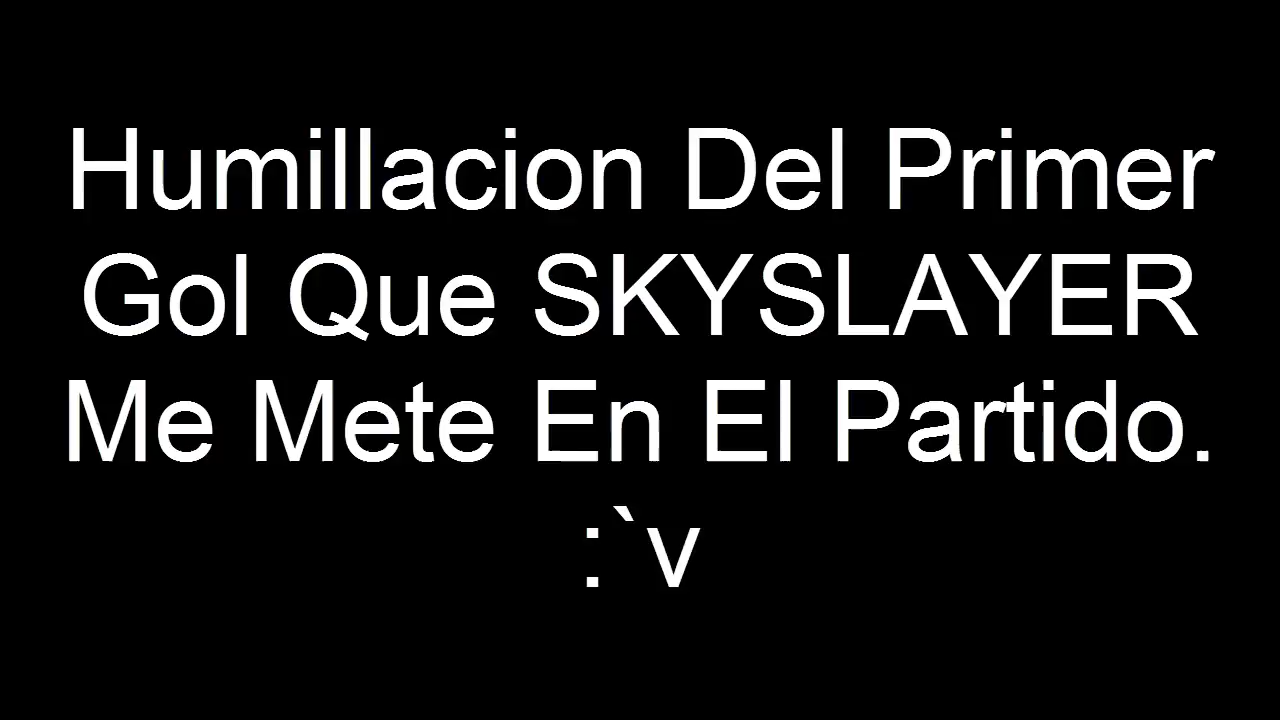 Humillacion Del Primer
Gol Que SKYSLAYER
Me Mete En El Partido.
:`v